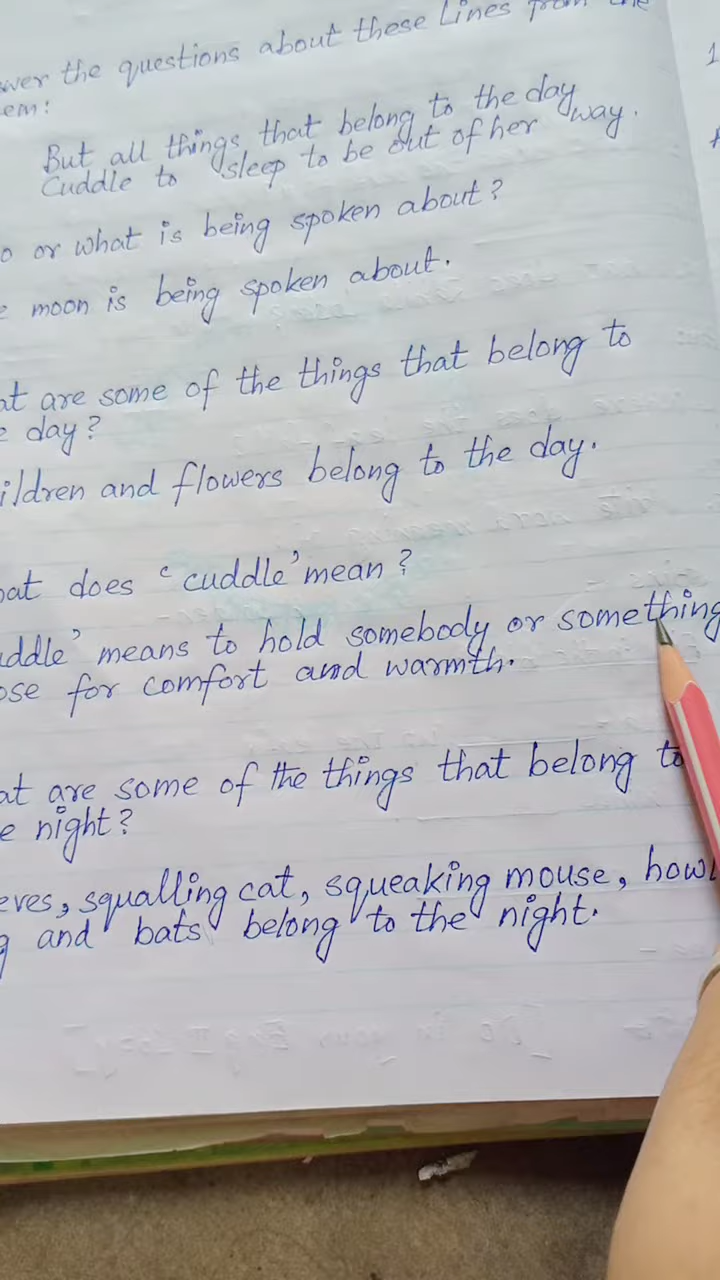 wer the questions about these Lines from the
em:
But all things that belong to the day
Cuddle to sleep to be out of her way.
o or what is being spoken about?
e moon is being spoken about.
at are some of the things that belong to
e day?
ildren and flowers belong to the day.
at does 'cuddle' mean?
ddle' means to hold somebody or something
ose for comfort and warmth.
at are some of the things that belong to
e night?
eves, squalling cat, squeaking mouse, howl
g and bats belong to the night.